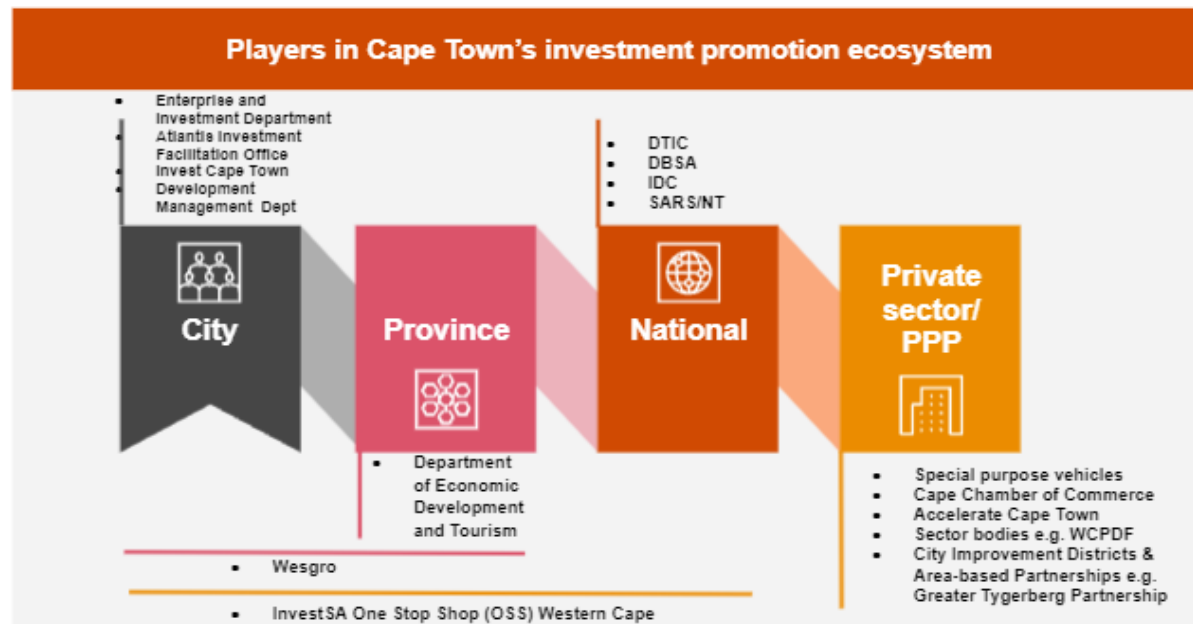 Players in Cape Town's investment promotion ecosystem
• Enterprise and
Investment Department
• Atlantis Investment
Facilitation Office
• Invest Cape Town
• Development
Management Dept
• DTIC
• DBSA
• IDC
• SARS/NT
City
Province
National
Private
sector/
PPP
• Department
of Economic
Development
and Tourism
• Special purpose vehicles
• Cape Chamber of Commerce
• Accelerate Cape Town
• Sector bodies e.g. WCPDF
• City Improvement Districts &
Area-based Partnerships e.g.
Greater Tygerberg Partnership
• Wesgro
• InvestSA One Stop Shop (OSS) Western Cape